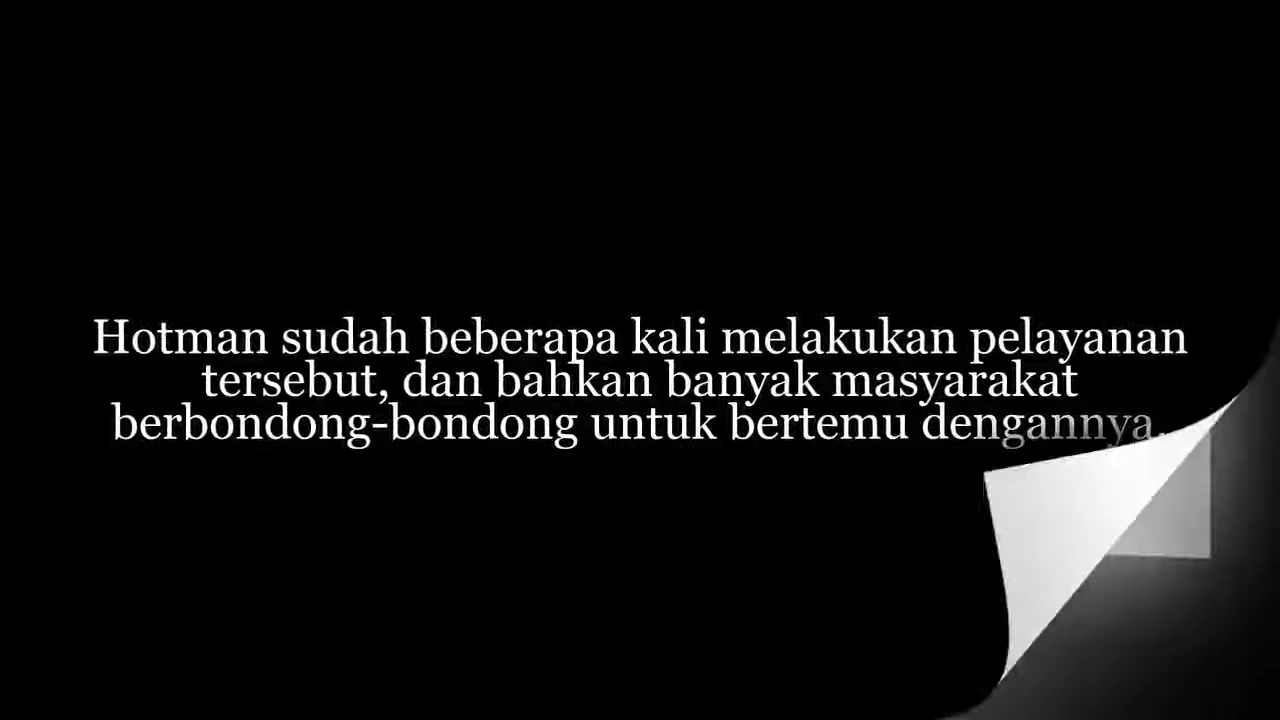 Hotman sudah beberapa kali melakukan pelayanan
tersebut, dan bahkan banyak masyarakat
berbondong-bondong untuk bertemu dengannya.